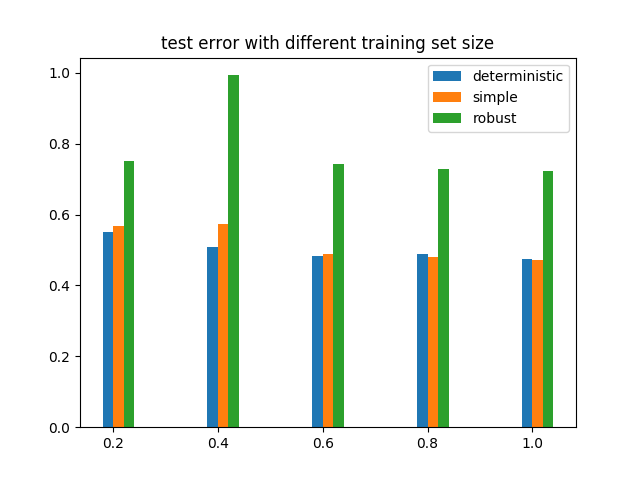 test error with different training set size
1.0
0.8
0.6
0.4
0.2
0.0
deterministic
simple
robust
0.2 0.4 0.6 0.8 1.0